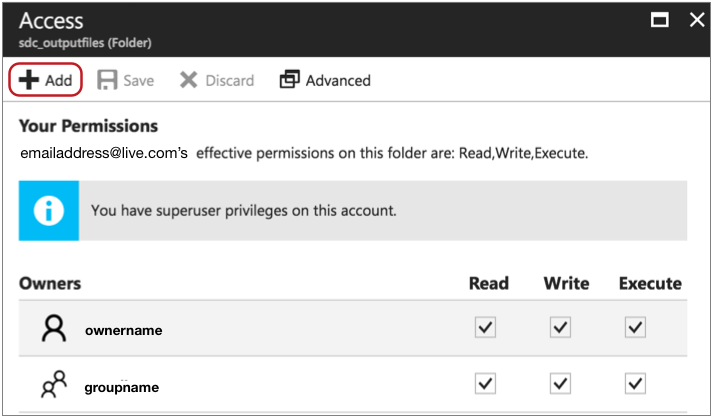 Access
sdc_outputfiles (Folder)
Add Save Discard Advanced
Your Permissions
emailaddress@live.com's effective permissions on this folder are: Read,Write,Execute.
You have superuser privileges on this account.
Owners Read Write Execute
ownername
groupname